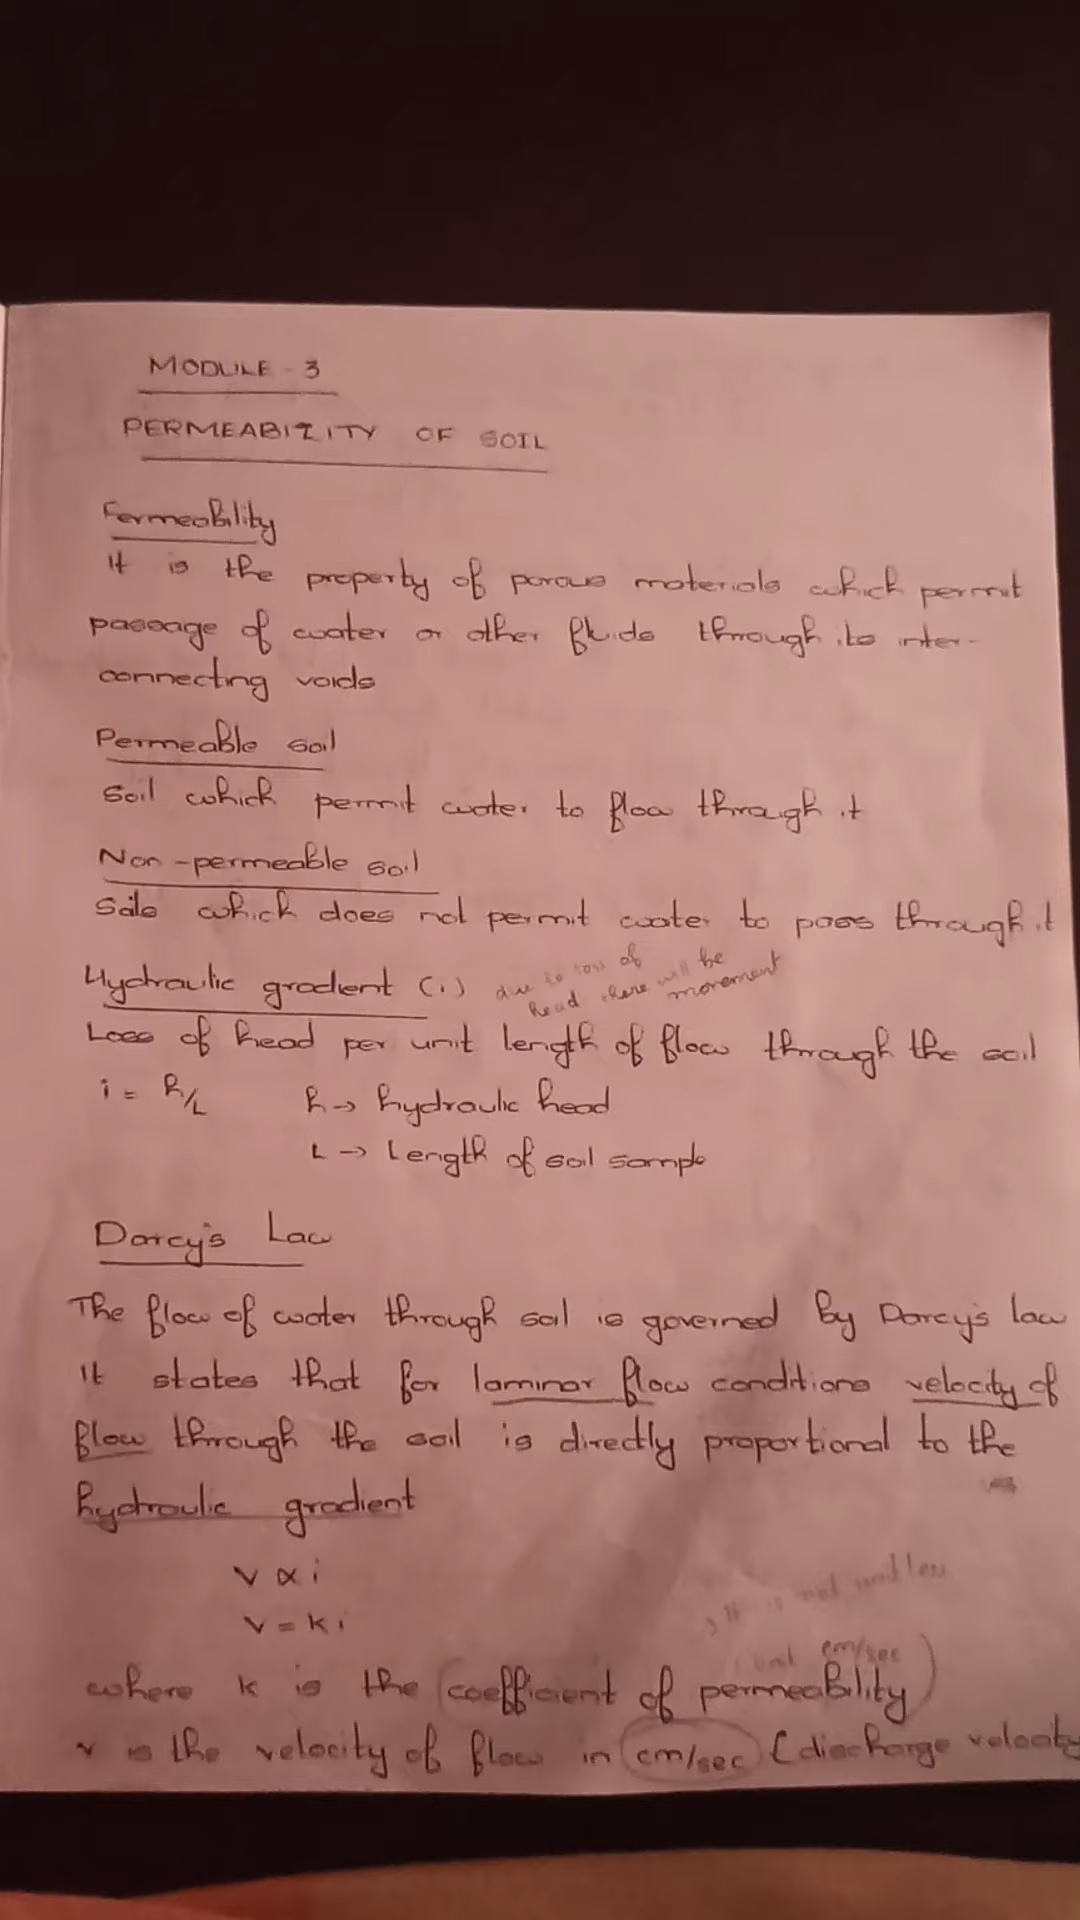 MODULE - 3
PERMEABILITY OF SOIL
Permeability
It is the property of porous materials which permit
passage of water or other fluids through its inter-
connecting voids
Permeable soil
Soil which permit water to flow through it
Non-permeable soil
Soils which does not permit water to pass through it
Hydraulic gradient (i) due to loss of
head there will be
movement
Loss of head per unit length of flow through the soil
i = h/L h → hydraulic head
L → Length of soil sample
Darcy's Law
The flow of water through soil is governed by Darcy's law
It states that for laminar flow conditions velocity of
flow through the soil is directly proportional to the
hydraulic gradient
v ∝ i
v = ki
→ It is not unitless
unit cm/sec
where k is the (coefficient of permeability)
v is the velocity of flow in cm/sec (discharge velocity